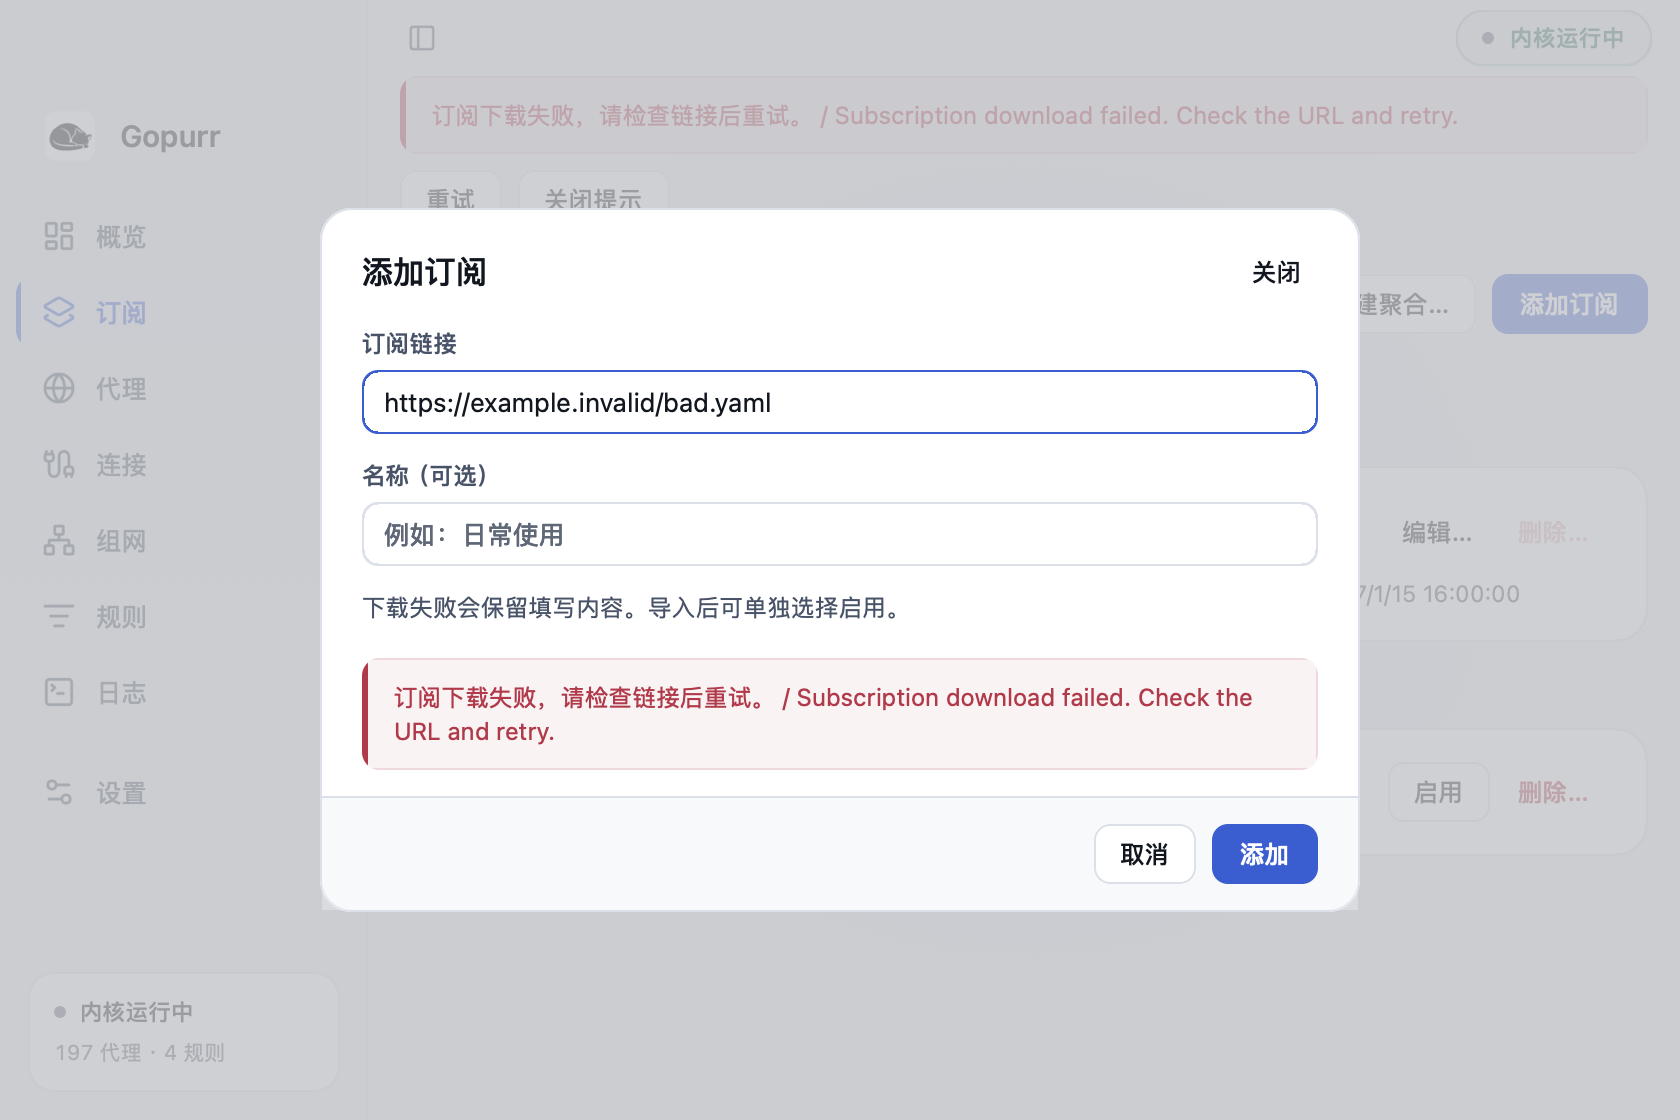 内核运行中
订阅下载失败，请检查链接后重试。 / Subscription download failed. Check the URL and retry.
Gopurr
重试
关闭提示
概览
订阅
代理
连接
组网
规则
日志
设置
建聚合...
添加订阅
添加订阅
关闭
订阅链接
https://example.invalid/bad.yaml
名称（可选）
例如：日常使用
下载失败会保留填写内容。导入后可单独选择启用。
订阅下载失败，请检查链接后重试。 / Subscription download failed. Check the
URL and retry.
取消
添加
编辑...
删除...
7/1/15 16:00:00
启用
删除...
内核运行中
197 代理 · 4 规则